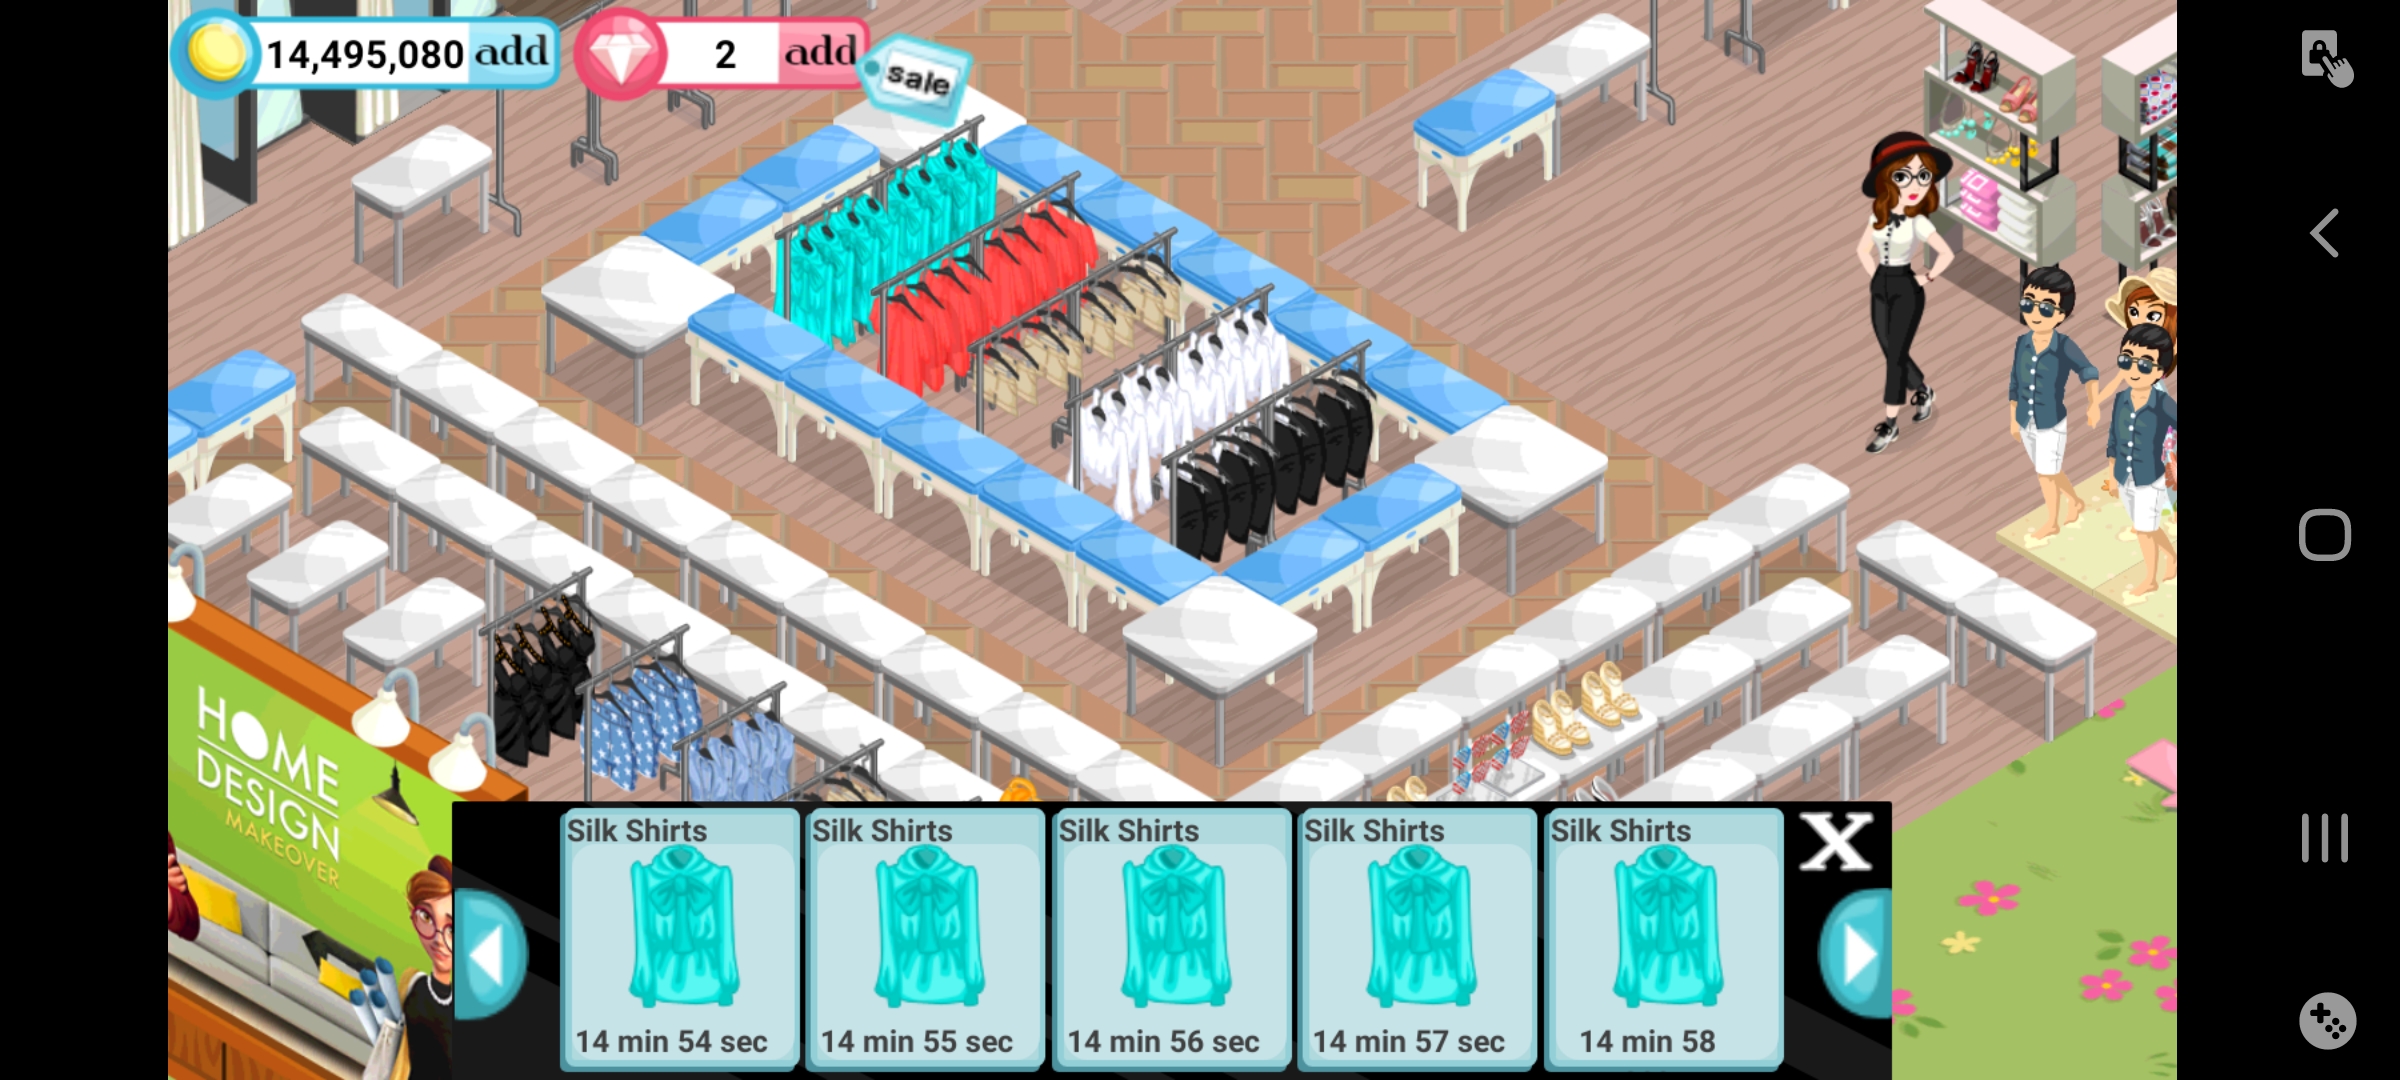 14,495,080 add
2 add
sale
HOME
DESIGN
MAKEOVER
Silk Shirts
14 min 54 sec
Silk Shirts
14 min 55 sec
Silk Shirts
14 min 56 sec
Silk Shirts
14 min 57 sec
Silk Shirts
14 min 58
X